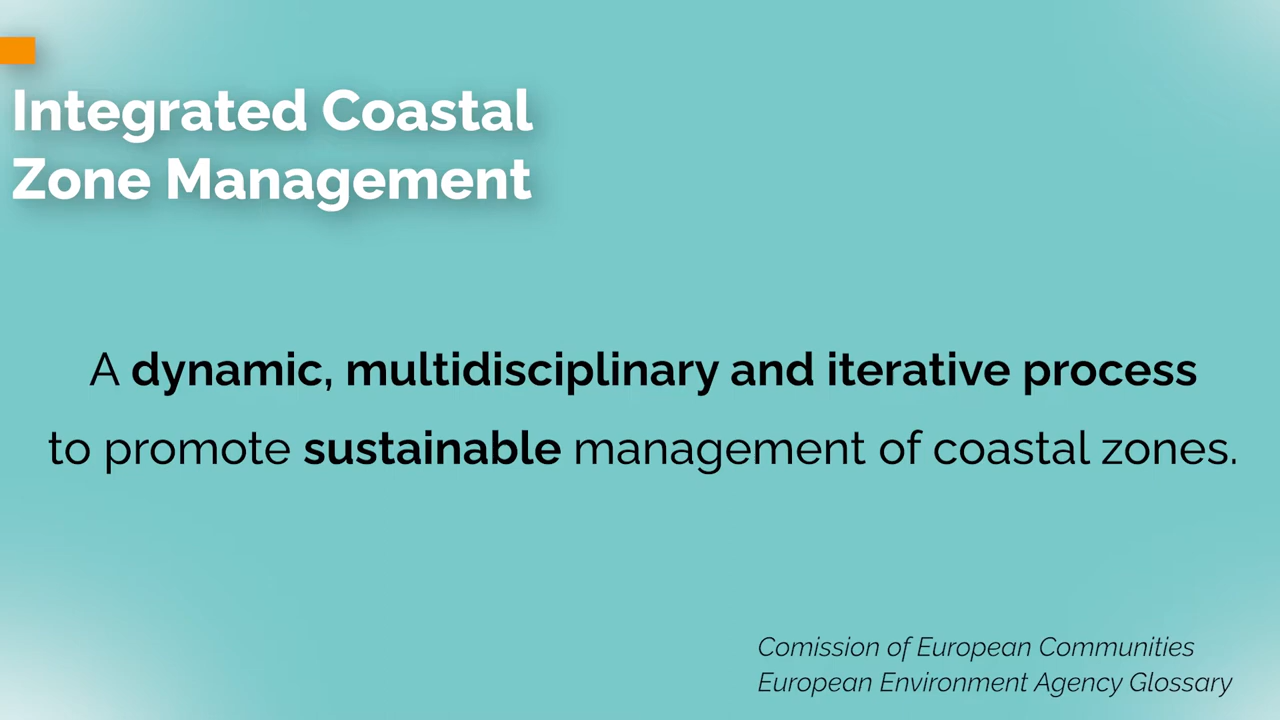 Integrated Coastal
Zone Management
A dynamic, multidisciplinary and iterative process
to promote sustainable management of coastal zones.
Comission of European Communities
European Environment Agency Glossary